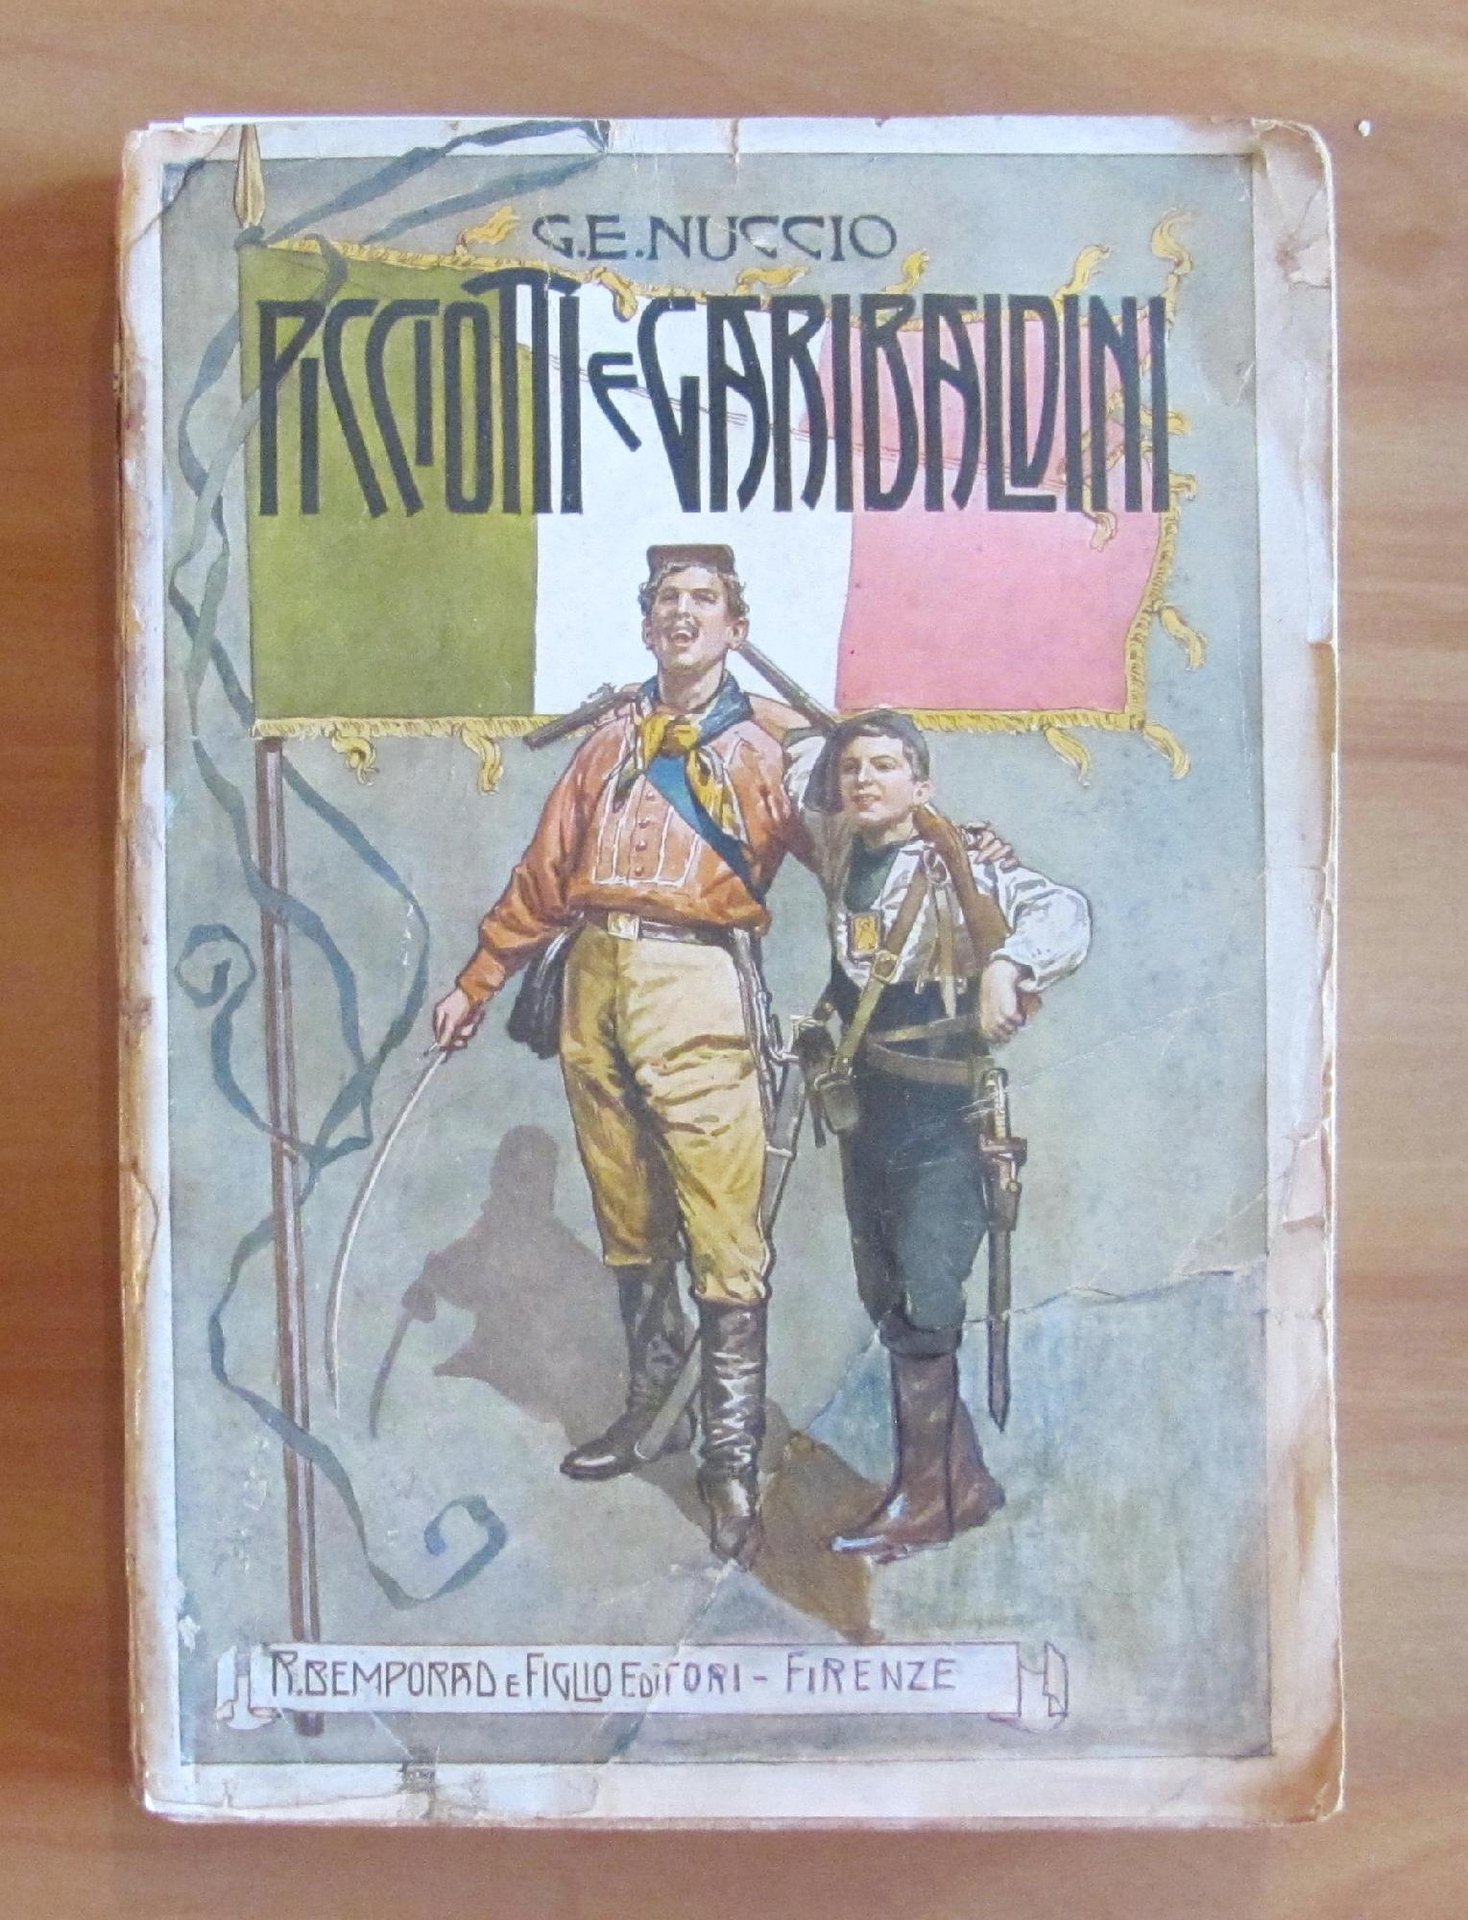 G.E.NUCCIO
PICCIOTTI E GARIBALDINI
R.BEMPORAD E FIGLIO EDITORI - FIRENZE